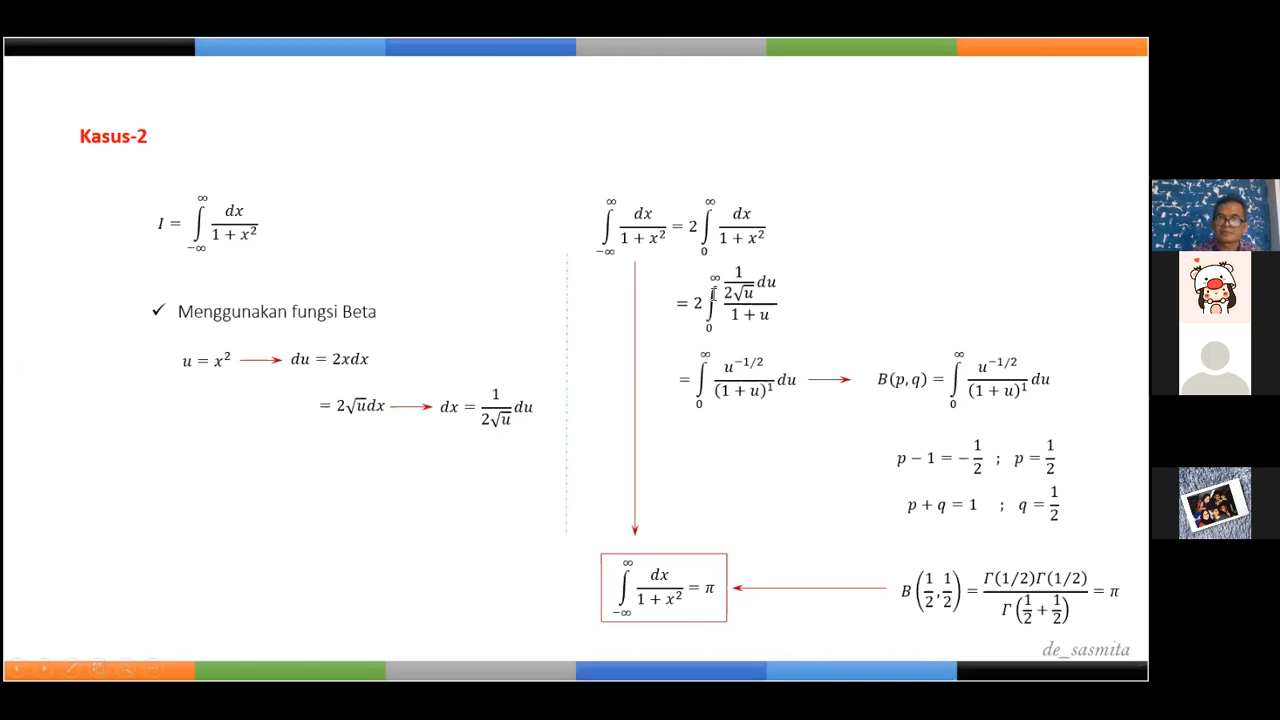 Kasus-2
I = ∫_{-∞}^{∞} dx / (1 + x²)
✓ Menggunakan fungsi Beta
u = x² ⟶ du = 2xdx
= 2√u dx ⟶ dx = 1/(2√u) du
∫_{-∞}^{∞} dx / (1 + x²) = 2 ∫_{0}^{∞} dx / (1 + x²)
= 2 ∫_{0}^{∞} (1/(2√u) du) / (1 + u)
= ∫_{0}^{∞} u^{-1/2} / (1 + u)¹ du ⟶ B(p, q) = ∫_{0}^{∞} u^{-1/2} / (1 + u)¹ du
p − 1 = −1/2 ; p = 1/2
p + q = 1 ; q = 1/2
∫_{-∞}^{∞} dx / (1 + x²) = π ⟵ B(1/2, 1/2) = Γ(1/2)Γ(1/2) / Γ(1/2 + 1/2) = π
de_sasmita